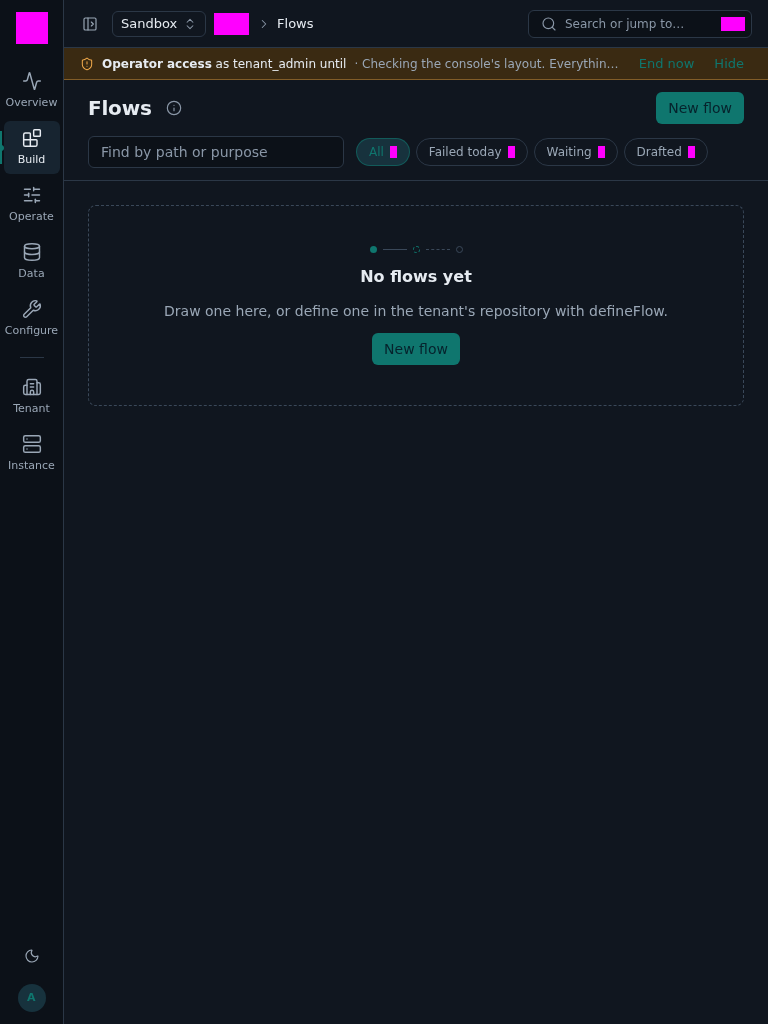 Sandbox
Flows
Search or jump to…
Operator access as tenant_admin until · Checking the console's layout. Everythin…
End now
Hide
Overview
Build
Operate
Data
Configure
Tenant
Instance
A
Flows
New flow
Find by path or purpose
All
Failed today
Waiting
Drafted
No flows yet
Draw one here, or define one in the tenant's repository with defineFlow.
New flow